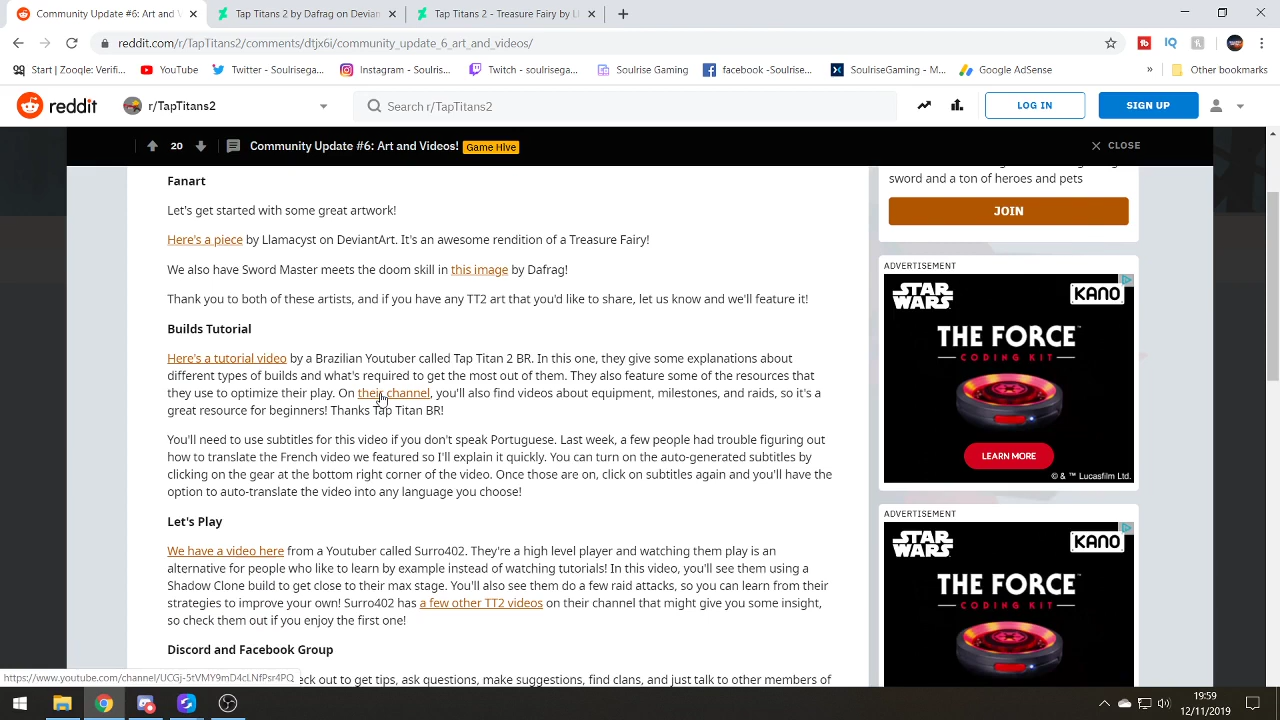 Community Update #6: Art and V
Tap Titans 2 by Dafrag on Deviant
Tap Titans 2 - Treasure Fairy by Ll
reddit.com/r/TapTitans2/comments/dtjx6i/community_update_6_art_and_videos/
Start | Google: Verifi...
YouTube
Twitter - Soulrisega...
Instagram - Soulris...
Twitch - soulrisega...
Soulrise Gaming
facebook -Soulrise...
SoulriseGaming - M...
Google AdSense
»
Other bookmarks
reddit
r/TapTitans2
Search r/TapTitans2
LOG IN
SIGN UP
20
Community Update #6: Art and Videos!
Game Hive
CLOSE
Fanart
Let's get started with some great artwork!
Here's a piece by Llamacyst on DeviantArt. It's an awesome rendition of a Treasure Fairy!
We also have Sword Master meets the doom skill in this image by Dafrag!
Thank you to both of these artists, and if you have any TT2 art that you'd like to share, let us know and we'll feature it!
Builds Tutorial
Here's a tutorial video by a Brazilian Youtuber called Tap Titan 2 BR. In this one, they give some explanations about
different types of builds and what's required to get the most out of them. They also feature some of the resources that
they use to optimize their play. On their channel, you'll also find videos about equipment, milestones, and raids, so it's a
great resource for beginners! Thanks Tap Titan BR!
You'll need to use subtitles for this video if you don't speak Portuguese. Last week, a few people had trouble figuring out
how to translate the French video we featured so I'll explain it quickly. You can turn on the auto-generated subtitles by
clicking on the gear at the bottom right corner of the video. Once those are on, click on subtitles again and you'll have the
option to auto-translate the video into any language you choose!
Let's Play
We have a video here from a Youtuber called Surro402. They're a high level player and watching them play is an
alternative for people who like to learn by example instead of watching tutorials! In this video, you'll see them using a
Shadow Clone build to get close to their max stage. You'll also see them do a few raid attacks, so you can learn from their
strategies to improve your own! Surro402 has a few other TT2 videos on their channel that might give you some insight,
so check them out if you enjoy the first one!
Discord and Facebook Group
sword and a ton of heroes and pets
JOIN
ADVERTISEMENT
STAR WARS
KANO
THE FORCE™
CODING KIT
LEARN MORE
© & ™ Lucasfilm Ltd.
ADVERTISEMENT
STAR WARS
KANO
THE FORCE™
CODING KIT
sen out to get tips, ask questions, make suggestions, find clans, and just talk to other members of
19:59
12/11/2019